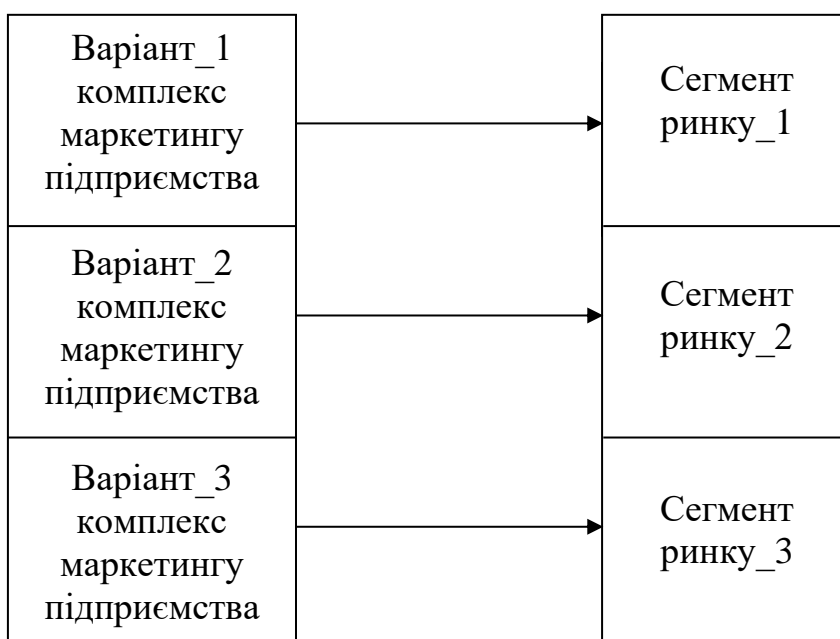 Варіант_1
комплекс
маркетингу
підприємства
Сегмент
ринку_1
Варіант_2
комплекс
маркетингу
підприємства
Сегмент
ринку_2
Варіант_3
комплекс
маркетингу
підприємства
Сегмент
ринку_3